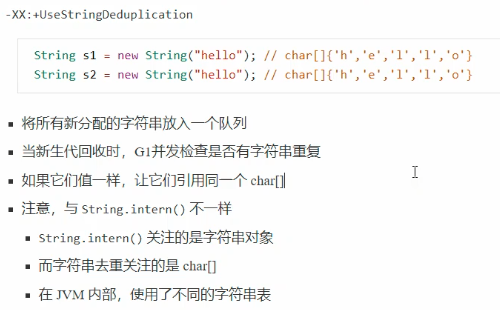 -XX:+UseStringDeduplication
String s1 = new String("hello"); // char[]{'h','e','l','l','o'}
String s2 = new String("hello"); // char[]{'h','e','l','l','o'}
▪ 将所有新分配的字符串放入一个队列
▪ 当新生代回收时，G1并发检查是否有字符串重复
▪ 如果它们值一样，让它们引用同一个 char[]
▪ 注意，与 String.intern() 不一样
▪ String.intern() 关注的是字符串对象
▪ 而字符串去重关注的是 char[]
▪ 在 JVM 内部，使用了不同的字符串表